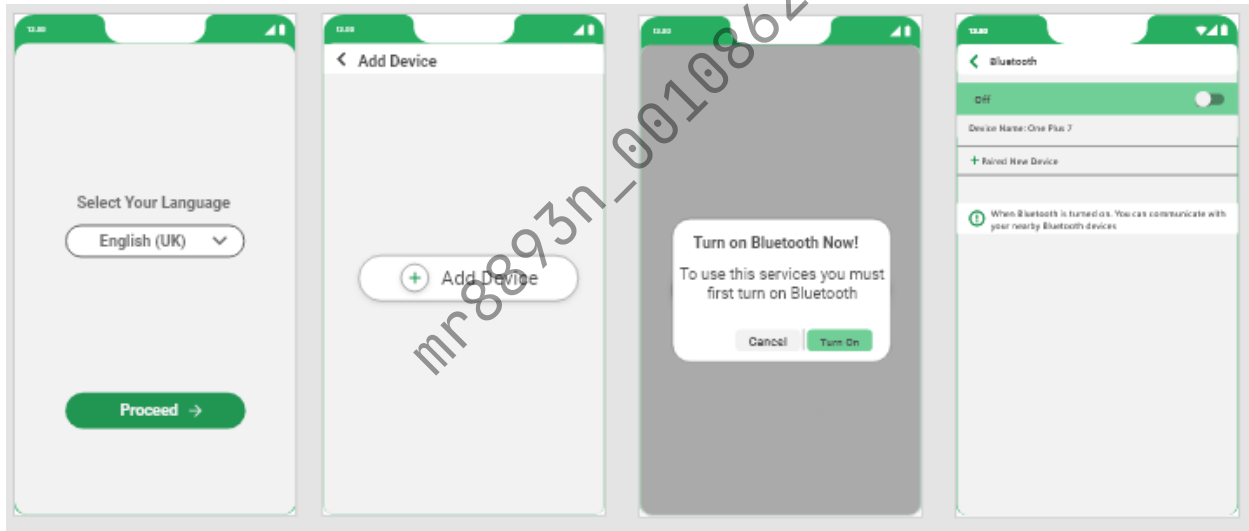 Select Your Language
English (UK)
Proceed →
Add Device
Add Device
Turn on Bluetooth Now!
To use this services you must
first turn on Bluetooth
Cancel
Turn On
Bluetooth
Off
Device Name: One Plus 7
+ Paired New Device
When Bluetooth is turned on. You can communicate with
your nearby Bluetooth devices